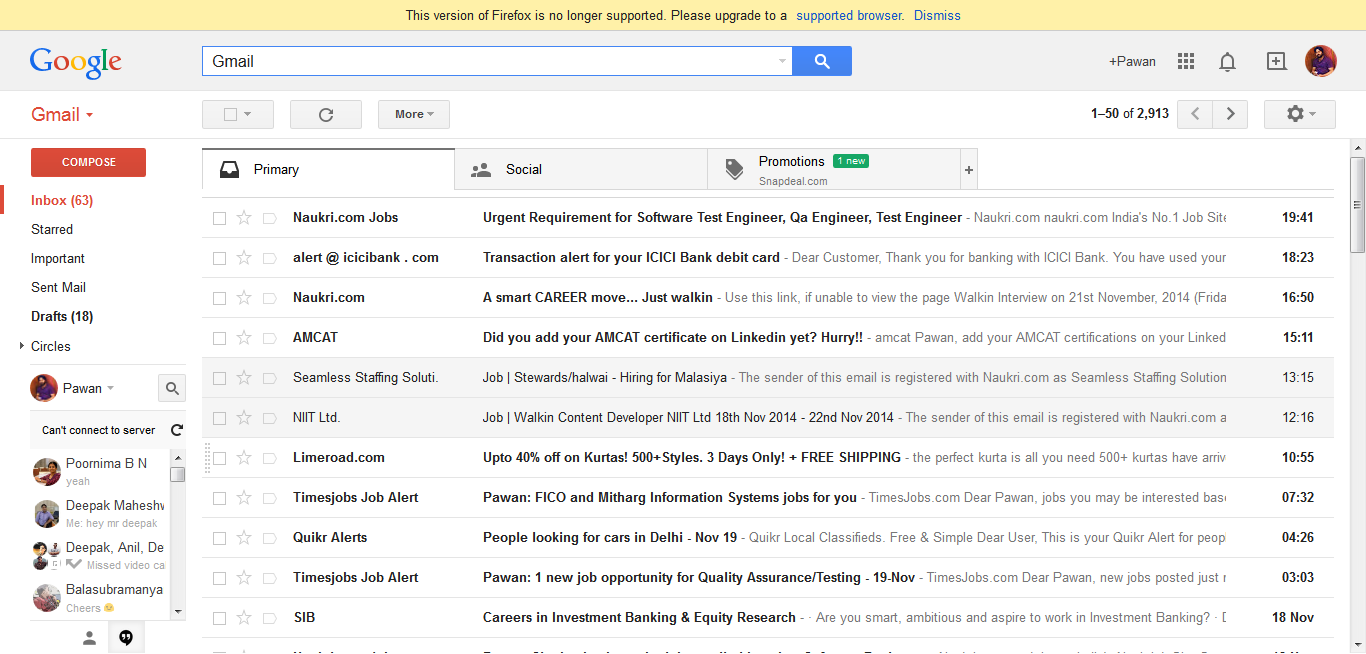 This version of Firefox is no longer supported. Please upgrade to a supported browser. Dismiss
Google
Gmail
+Pawan
Gmail
More
1–50 of 2,913
COMPOSE
Inbox (63)
Starred
Important
Sent Mail
Drafts (18)
Circles
Pawan
Can't connect to server
Poornima B N
yeah
Deepak Maheshw
Me: hey mr deepak
Deepak, Anil, De
Missed video ca
Balasubramanya
Cheers
Primary
Social
Promotions 1 new
Snapdeal.com
+
Naukri.com Jobs Urgent Requirement for Software Test Engineer, Qa Engineer, Test Engineer - Naukri.com naukri.com India's No.1 Job Site 19:41
alert @ icicibank . com Transaction alert for your ICICI Bank debit card - Dear Customer, Thank you for banking with ICICI Bank. You have used your 18:23
Naukri.com A smart CAREER move... Just walkin - Use this link, if unable to view the page Walkin Interview on 21st November, 2014 (Frida 16:50
AMCAT Did you add your AMCAT certificate on Linkedin yet? Hurry!! - amcat Pawan, add your AMCAT certifications on your Linked 15:11
Seamless Staffing Soluti. Job | Stewards/halwai - Hiring for Malasiya - The sender of this email is registered with Naukri.com as Seamless Staffing Solution 13:15
NIIT Ltd. Job | Walkin Content Developer NIIT Ltd 18th Nov 2014 - 22nd Nov 2014 - The sender of this email is registered with Naukri.com a 12:16
Limeroad.com Upto 40% off on Kurtas! 500+Styles. 3 Days Only! + FREE SHIPPING - the perfect kurta is all you need 500+ kurtas have arriv 10:55
Timesjobs Job Alert Pawan: FICO and Mitharg Information Systems jobs for you - TimesJobs.com Dear Pawan, jobs you may be interested base 07:32
Quikr Alerts People looking for cars in Delhi - Nov 19 - Quikr Local Classifieds. Free & Simple Dear User, This is your Quikr Alert for peop 04:26
Timesjobs Job Alert Pawan: 1 new job opportunity for Quality Assurance/Testing - 19-Nov - TimesJobs.com Dear Pawan, new jobs posted just 03:03
SIB Careers in Investment Banking & Equity Research - · Are you smart, ambitious and aspire to work in Investment Banking? · 18 Nov